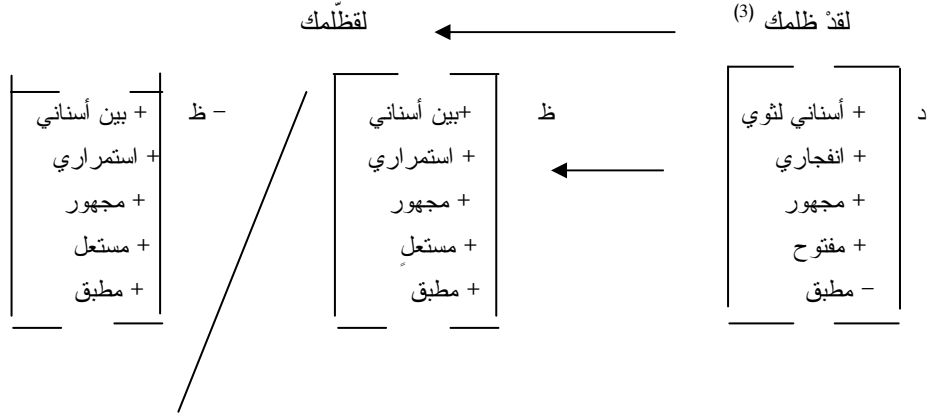 لقدْ ظلمك (3) لقظّلمك
د + أسناني لثوي ظ +بين أسناني – ظ + بين أسناني
+ انفجاري + استمراري + استمراري
+ مجهور + مجهور + مجهور
+ مفتوح + مستعلٍ + مستعل
– مطبق + مطبق + مطبق